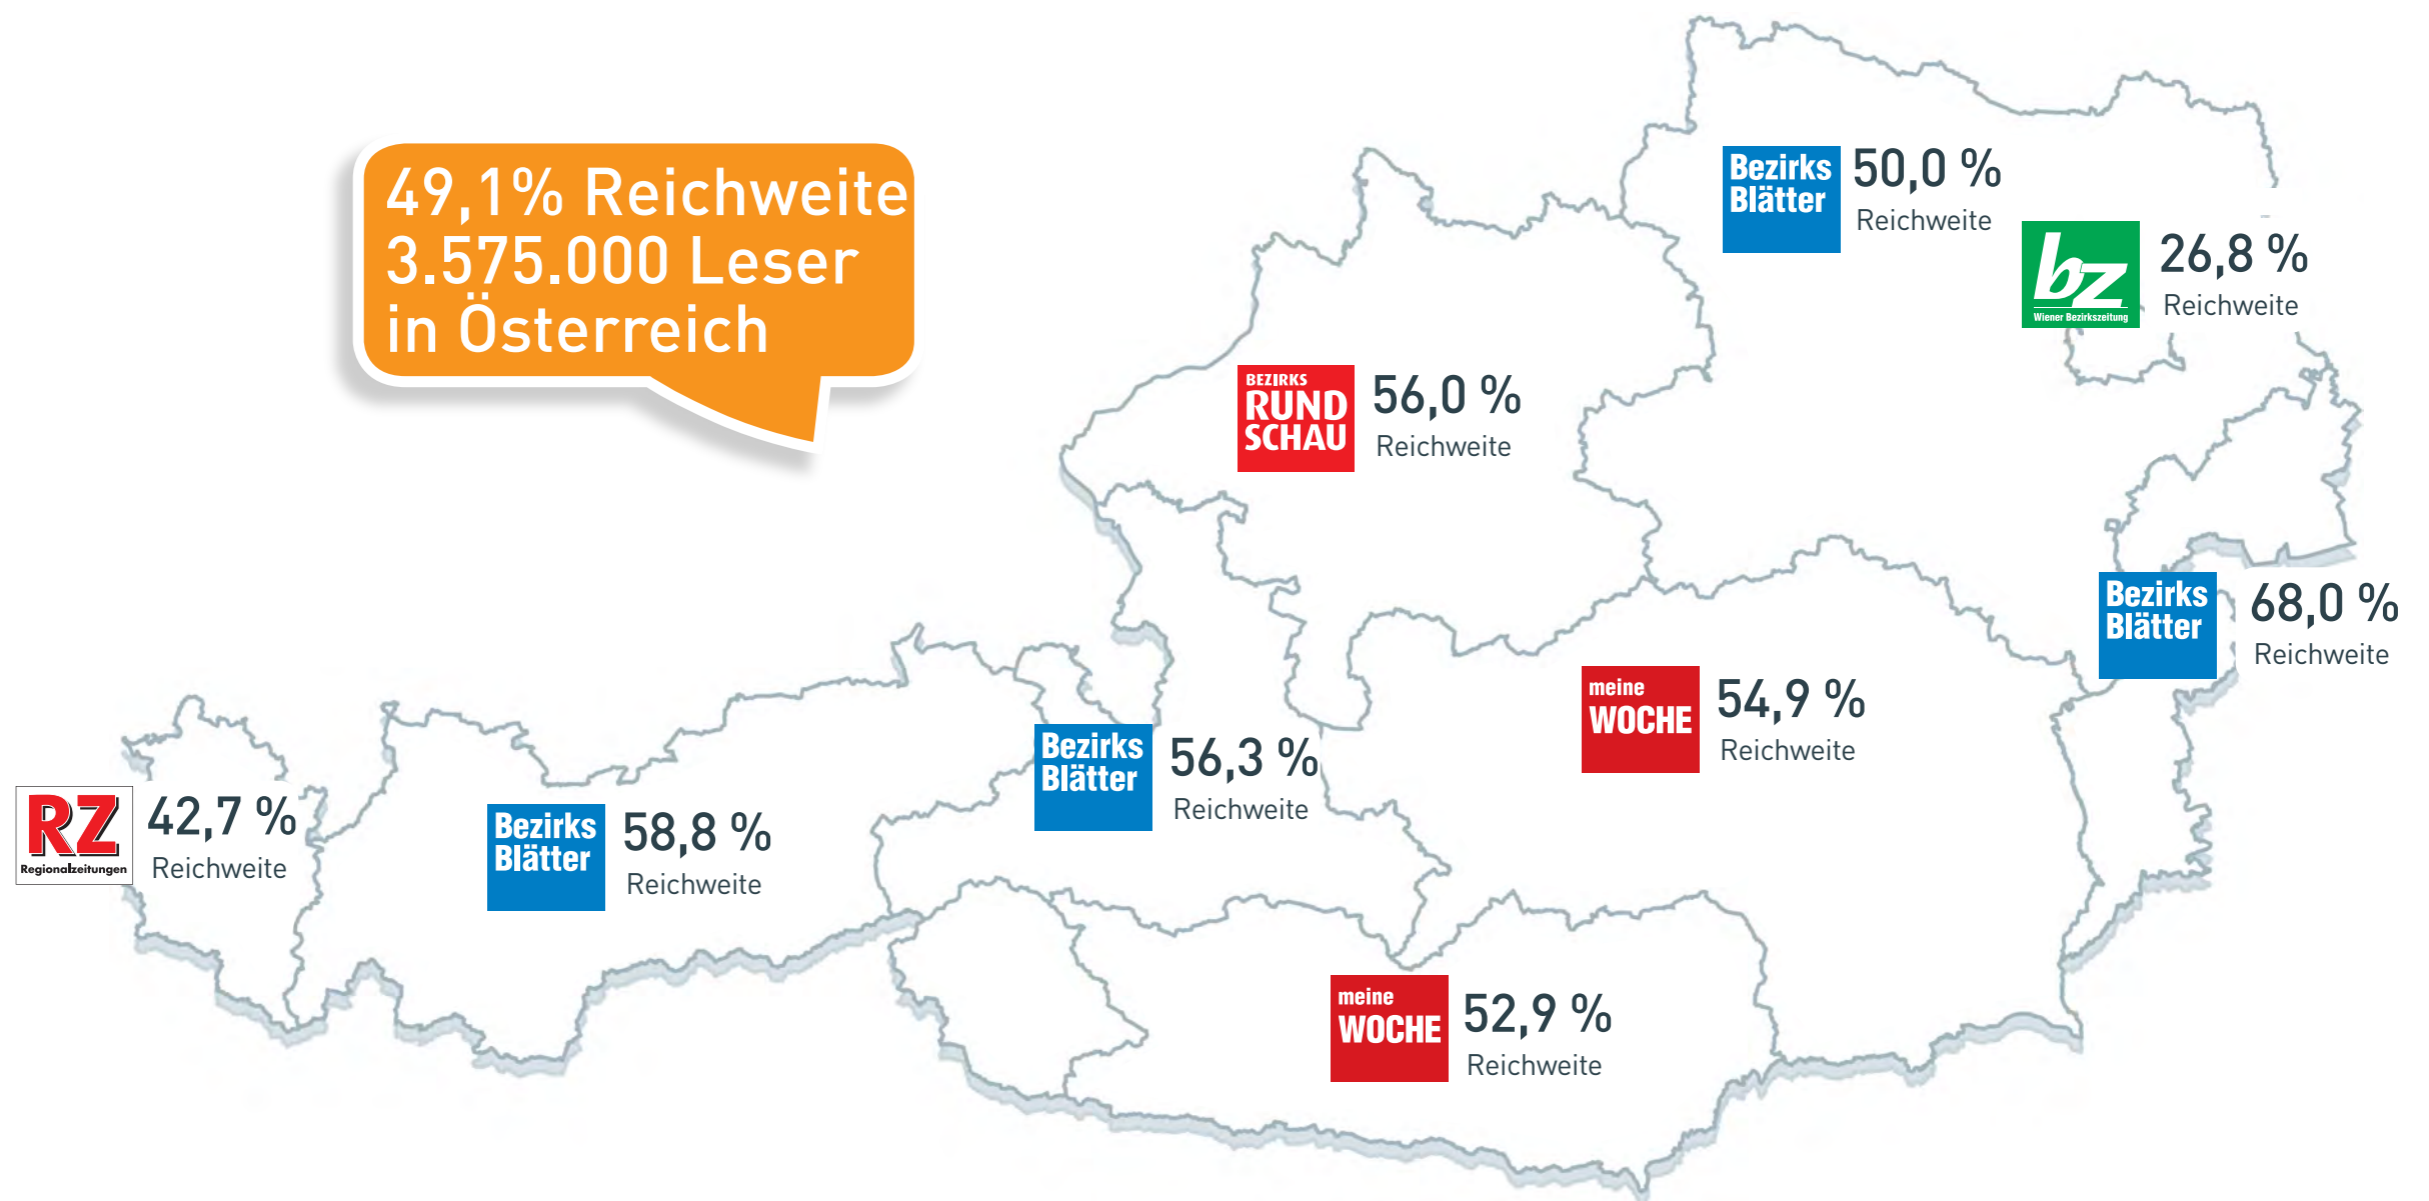 49,1% Reichweite
3.575.000 Leser
in Österreich
Bezirks
Blätter
50,0 %
Reichweite
bz
Wiener Bezirkszeitung
26,8 %
Reichweite
BEZIRKS
RUND
SCHAU
56,0 %
Reichweite
Bezirks
Blätter
68,0 %
Reichweite
meine
WOCHE
54,9 %
Reichweite
Bezirks
Blätter
56,3 %
Reichweite
RZ
Regionalzeitungen
42,7 %
Reichweite
Bezirks
Blätter
58,8 %
Reichweite
meine
WOCHE
52,9 %
Reichweite